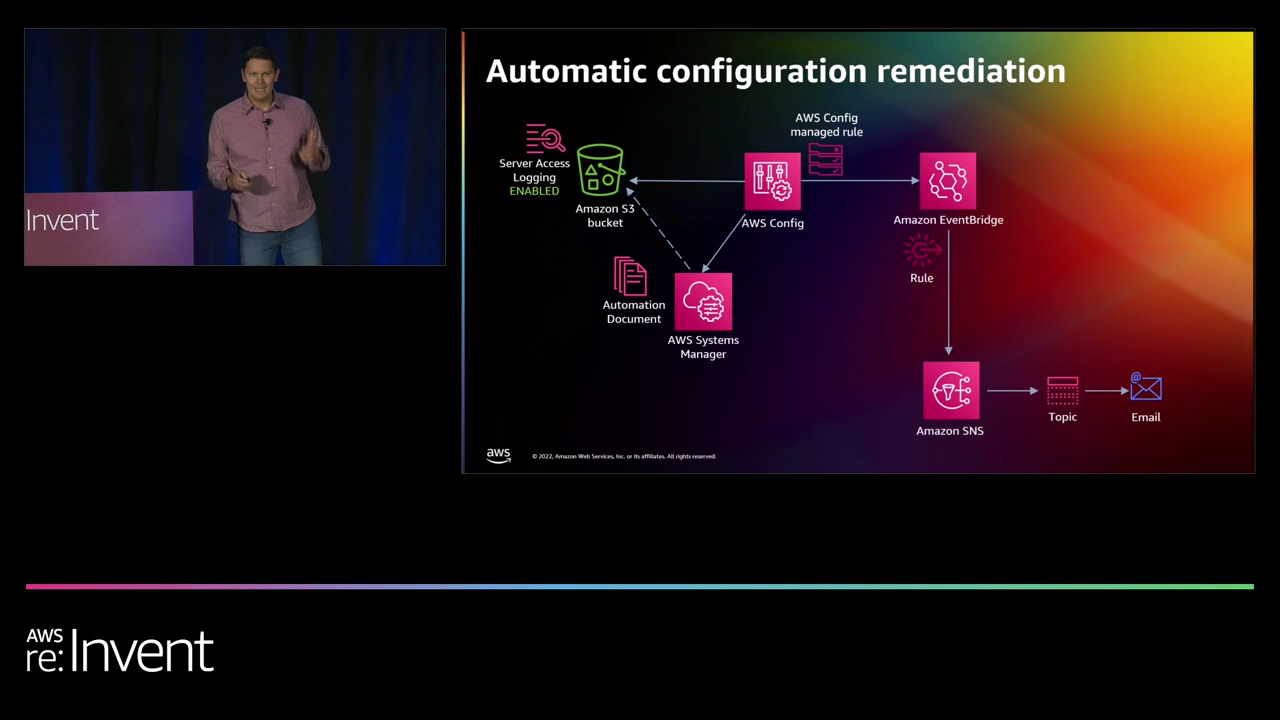 Invent
Automatic configuration remediation
AWS Config
managed rule
Server Access
Logging
ENABLED
Amazon S3
bucket
AWS Config
Amazon EventBridge
Rule
Automation
Document
AWS Systems
Manager
Amazon SNS
Topic
@
Email
aws
© 2022, Amazon Web Services, Inc. or its affiliates. All rights reserved.
AWS
re:Invent